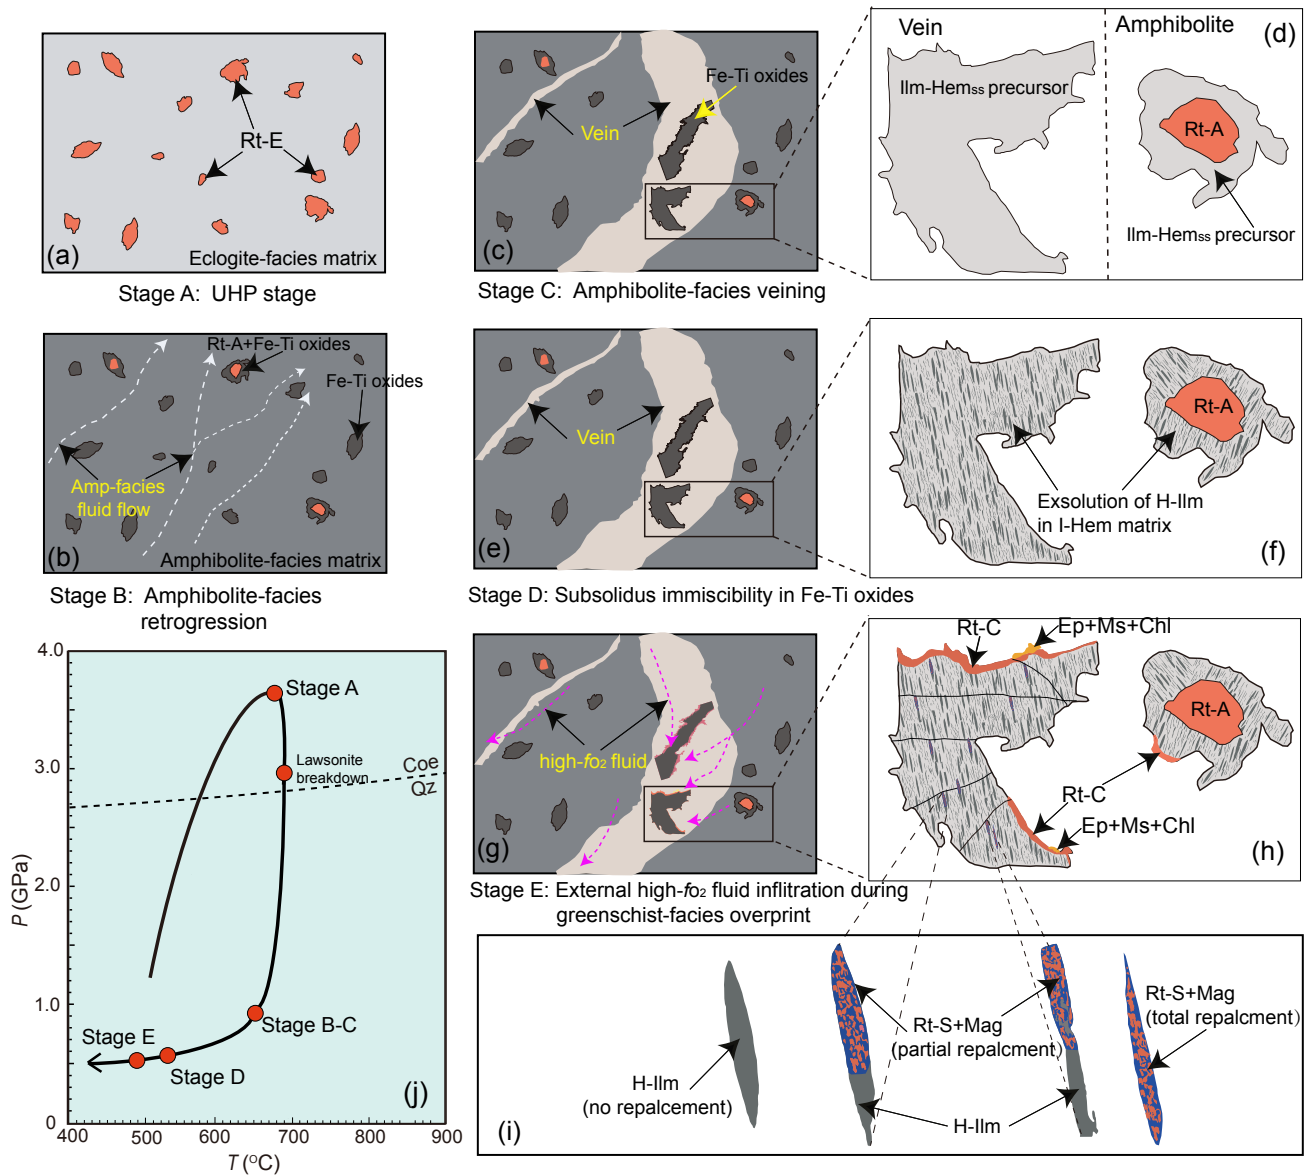 Rt-E
(a)
Eclogite-facies matrix
Stage A: UHP stage
Rt-A+Fe-Ti oxides
Fe-Ti oxides
Amp-facies
fluid flow
(b)
Amphibolite-facies matrix
Stage B: Amphibolite-facies
retrogression
Fe-Ti oxides
Vein
(c)
Stage C: Amphibolite-facies veining
Vein
Amphibolite
(d)
Ilm-Hemss precursor
Rt-A
Ilm-Hemss precursor
Vein
(e)
Stage D: Subsolidus immiscibility in Fe-Ti oxides
Rt-A
Exsolution of H-Ilm
in I-Hem matrix
(f)
high-fo2 fluid
(g)
Stage E: External high-fo2 fluid inflitration during
greenschist-facies overprint
Rt-C
Ep+Ms+Chl
Rt-A
Rt-C
Ep+Ms+Chl
(h)
4.0
3.0
2.0
1.0
0
P (GPa)
Stage A
Lawsonite
breakdown
Coe
Qz
Stage B-C
Stage E
Stage D
(j)
400
500
600
700
800
900
T (°C)
H-Ilm
(no repalcement)
Rt-S+Mag
(partial repalcment)
H-Ilm
Rt-S+Mag
(total repalcment)
(i)